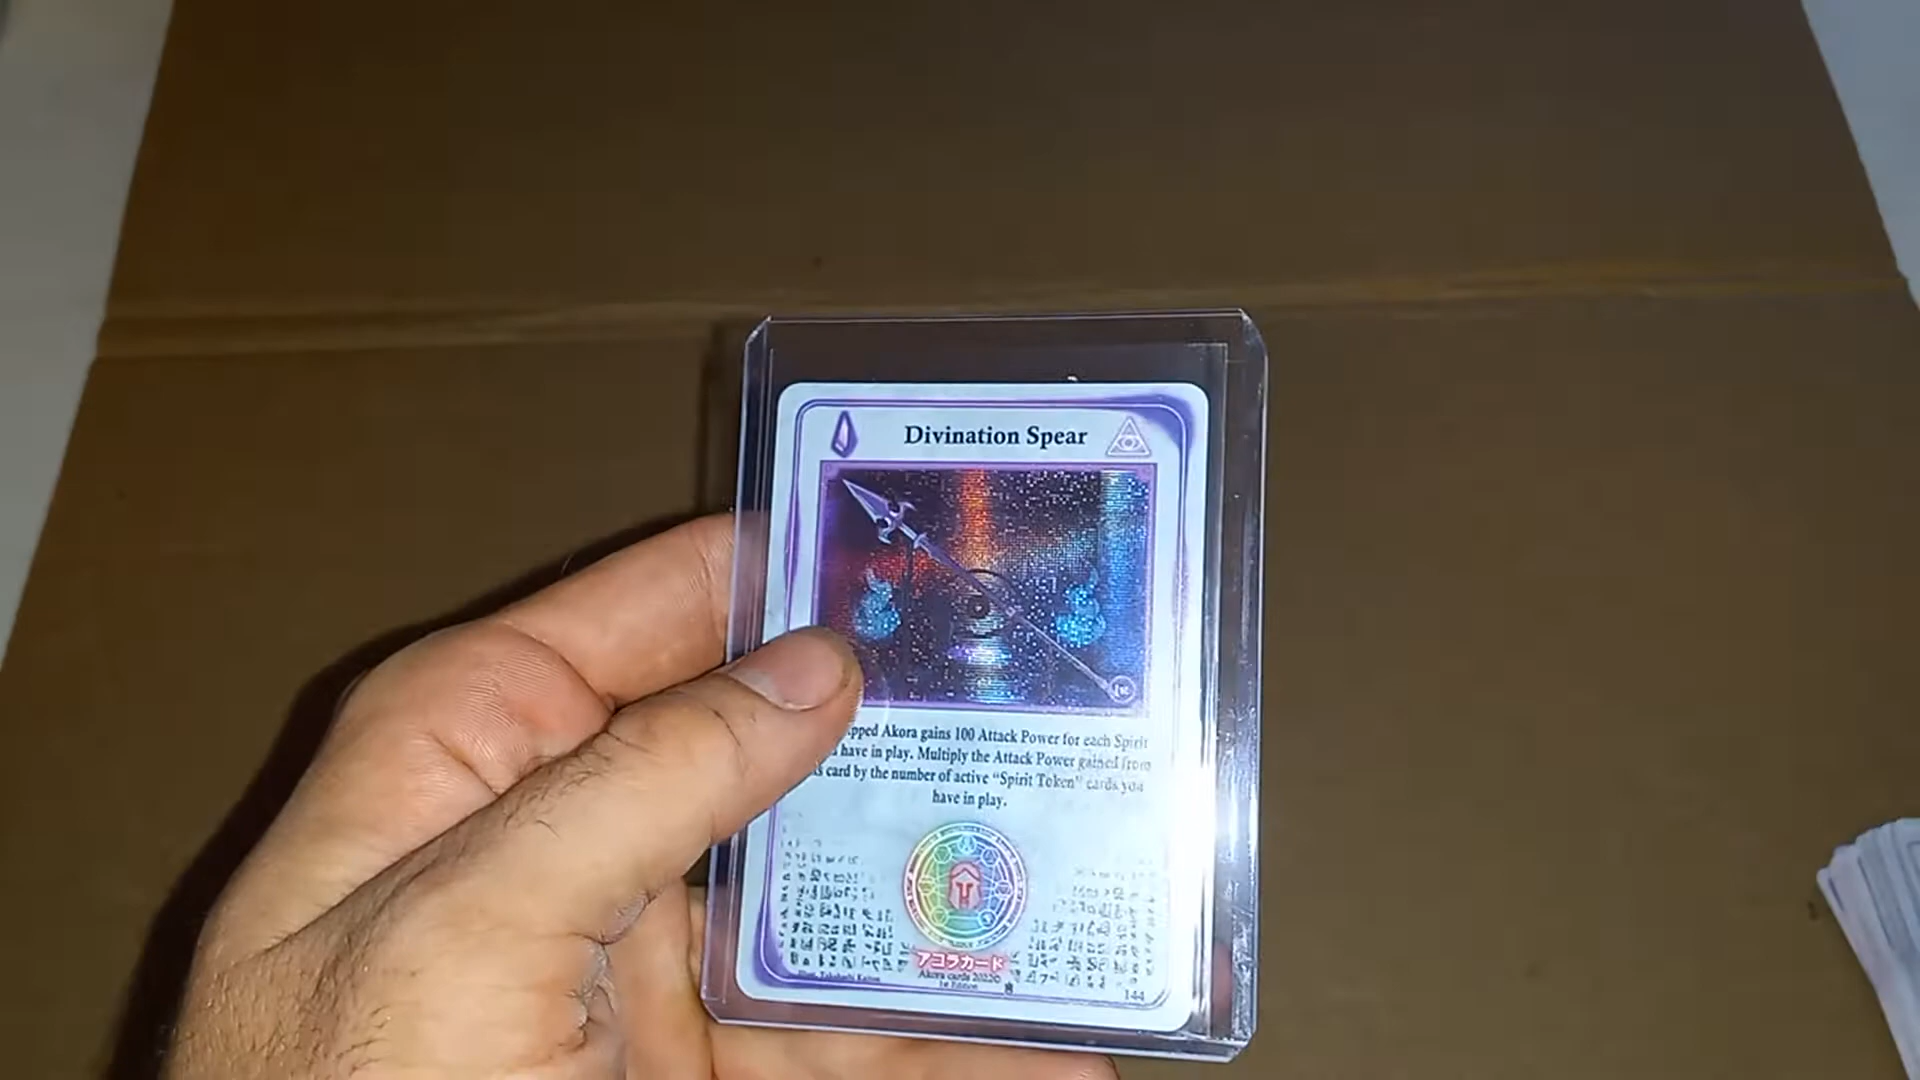 Divination Spear
1st
Akora gains 100 Attack Power for each Spirit
have in play. Multiply the Attack Power gained from
card by the number of active “Spirit Token” cards you
have in play.
アコラカード
Akora cards 2022©
1st Edition
144